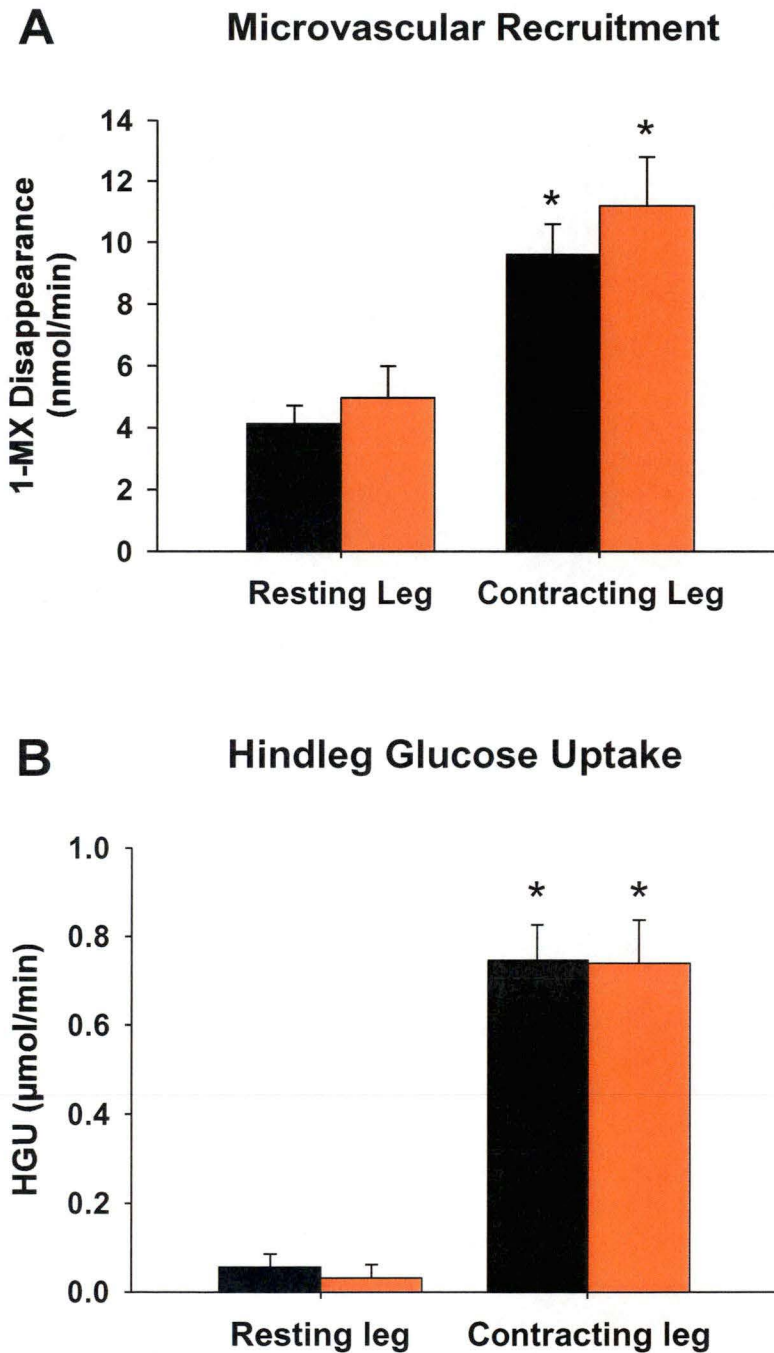 A
Microvascular Recruitment
1-MX Disappearance
(nmol/min)
14
12
10
8
6
4
2
0
*
*
Resting Leg
Contracting Leg
B
Hindleg Glucose Uptake
HGU (µmol/min)
1.0
0.8
0.6
0.4
0.2
0.0
*
*
Resting leg
Contracting leg